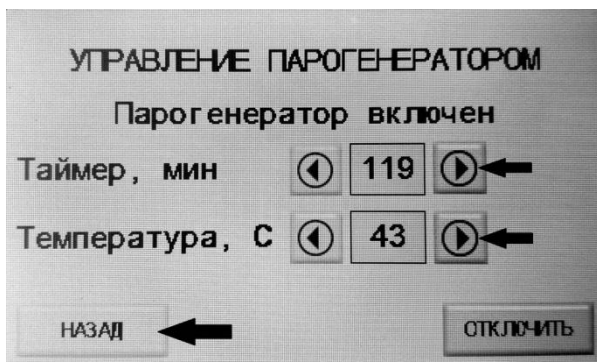 УПРАВЛЕНИЕ ПАРОГЕНЕРАТОРОМ
Парогенератор включен
Таймер, мин 119
Температура, С 43
НАЗАД ОТКЛЮЧИТЬ